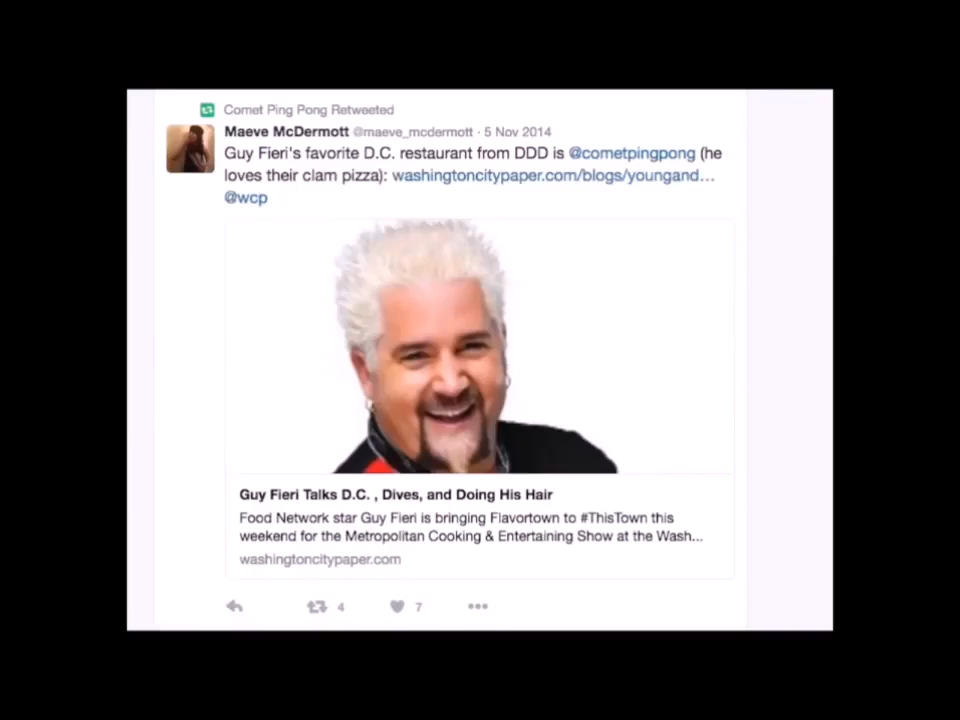 Comet Ping Pong Retweeted
Maeve McDermott @maeve_mcdermott · 5 Nov 2014
Guy Fieri's favorite D.C. restaurant from DDD is @cometpingpong (he
loves their clam pizza): washingtoncitypaper.com/blogs/youngand...
@wcp
Guy Fieri Talks D.C. , Dives, and Doing His Hair
Food Network star Guy Fieri is bringing Flavortown to #ThisTown this
weekend for the Metropolitan Cooking & Entertaining Show at the Wash...
washingtoncitypaper.com
4 7